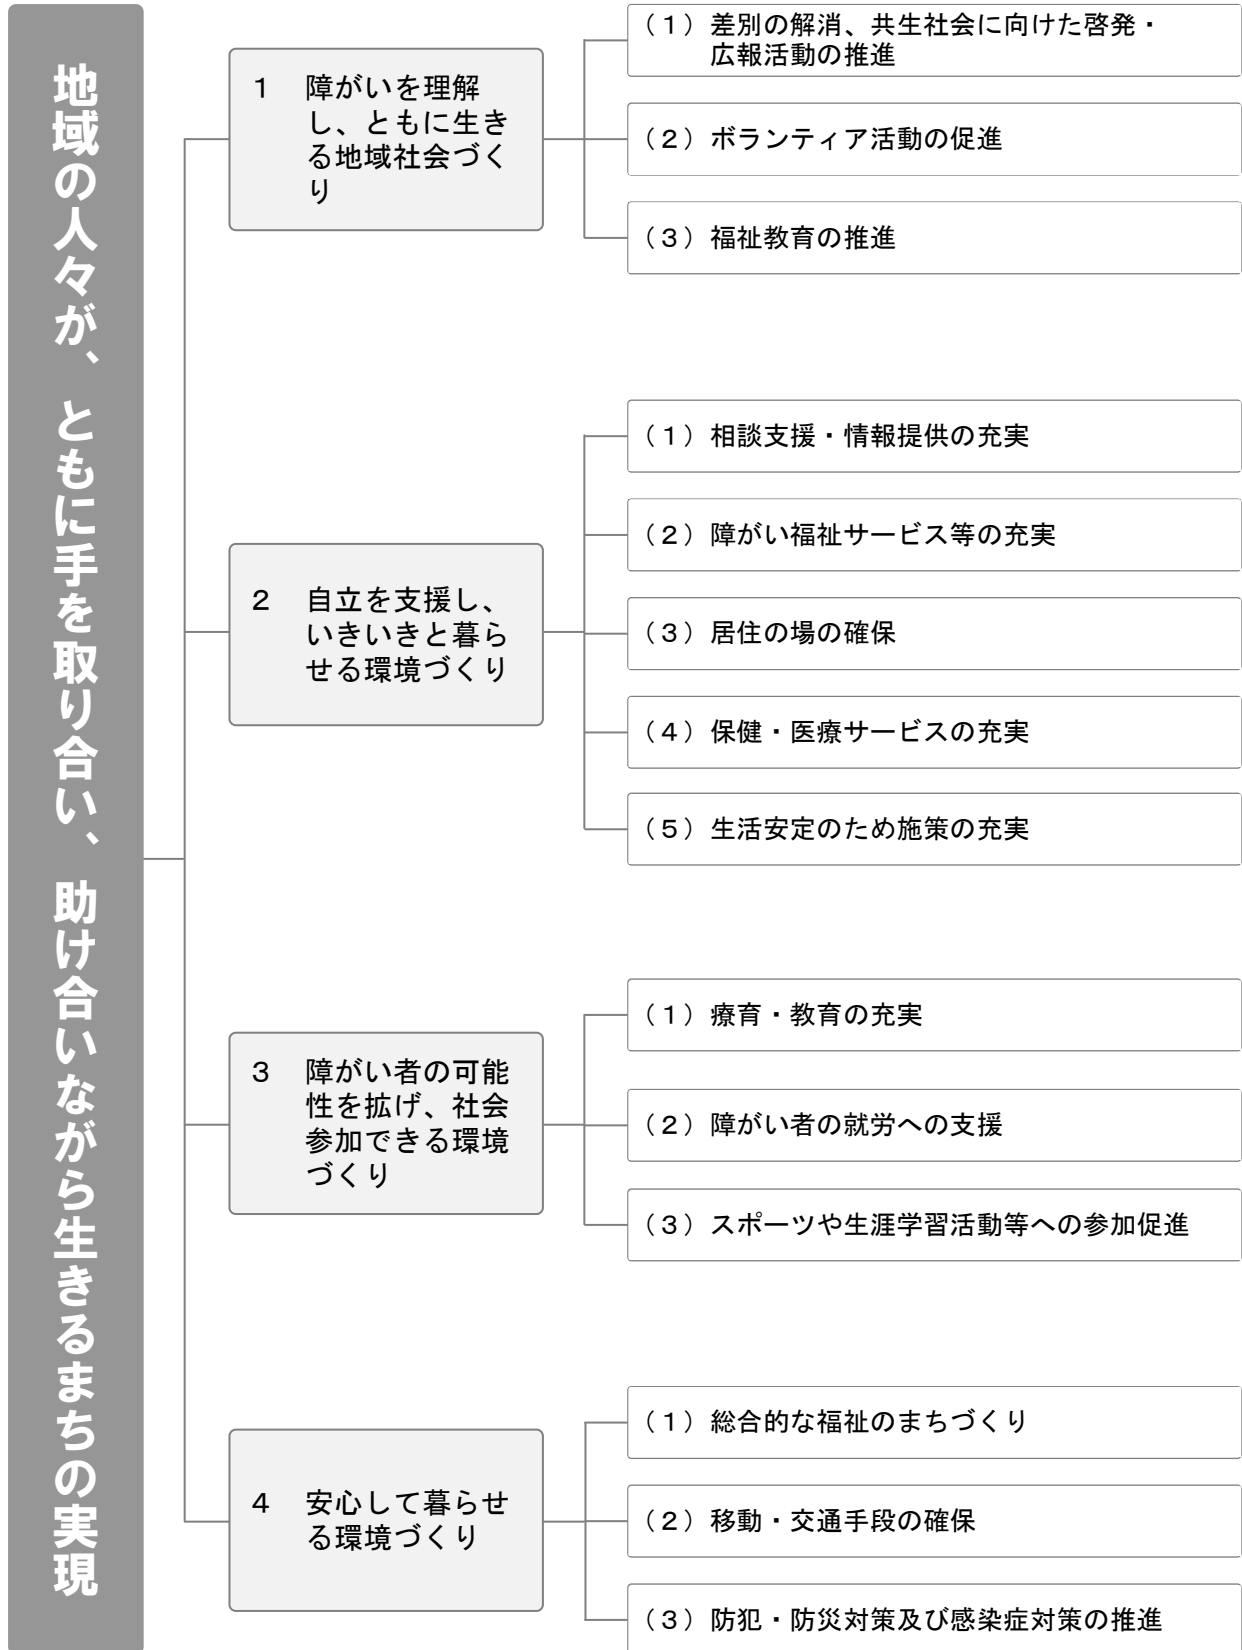 地域の人々が、ともに手を取り合い、助け合いながら生きるまちの実現
1 障がいを理解
し、ともに生き
る地域社会づく
り
(1)差別の解消、共生社会に向けた啓発・
広報活動の推進
(2)ボランティア活動の促進
(3)福祉教育の推進
2 自立を支援し、
いきいきと暮ら
せる環境づくり
(1)相談支援・情報提供の充実
(2)障がい福祉サービス等の充実
(3)居住の場の確保
(4)保健・医療サービスの充実
(5)生活安定のため施策の充実
3 障がい者の可能
性を拡げ、社会
参加できる環境
づくり
(1)療育・教育の充実
(2)障がい者の就労への支援
(3)スポーツや生涯学習活動等への参加促進
4 安心して暮らせ
る環境づくり
(1)総合的な福祉のまちづくり
(2)移動・交通手段の確保
(3)防犯・防災対策及び感染症対策の推進